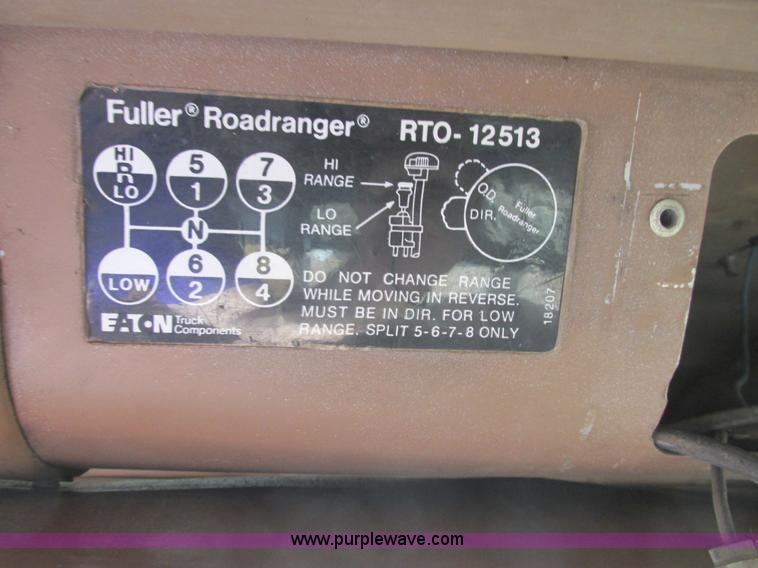 Fuller® Roadranger® RTO-12513
HI
R
LO
5
1
7
3
N
LOW
6
2
8
4
HI
RANGE
LO
RANGE
O.D.
DIR.
Fuller
Roadranger
DO NOT CHANGE RANGE
WHILE MOVING IN REVERSE.
MUST BE IN DIR. FOR LOW
RANGE. SPLIT 5-6-7-8 ONLY
18207
EATON Truck
Components
www.purplewave.com